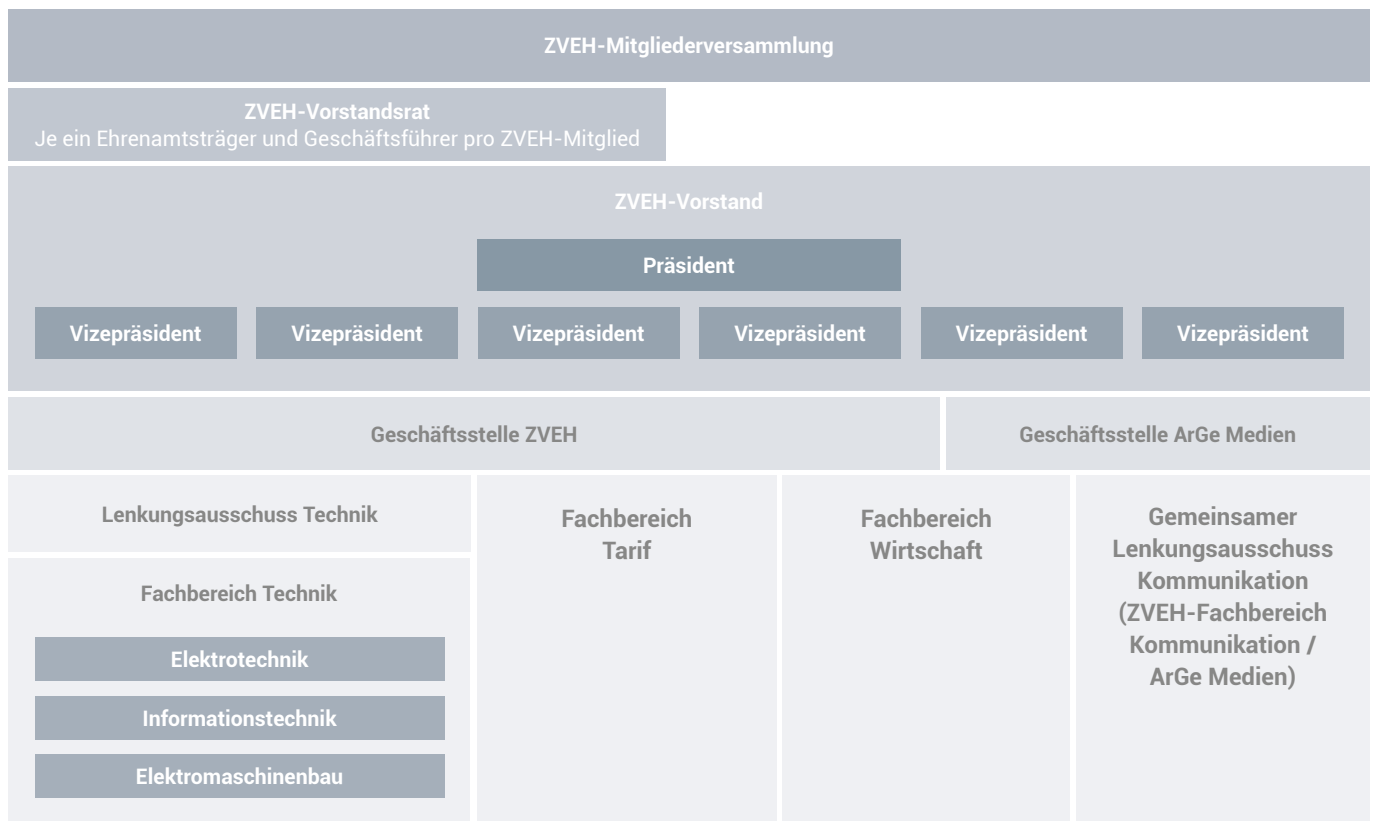 ZVEH-Mitgliederversammlung
ZVEH-Vorstandsrat
Je ein Ehrenamtsträger und Geschäftsführer pro ZVEH-Mitglied
ZVEH-Vorstand
Präsident
Vizepräsident
Vizepräsident
Vizepräsident
Vizepräsident
Vizepräsident
Vizepräsident
Geschäftsstelle ZVEH
Geschäftsstelle ArGe Medien
Lenkungsausschuss Technik
Fachbereich Technik
Elektrotechnik
Informationstechnik
Elektromaschinenbau
Fachbereich
Tarif
Fachbereich
Wirtschaft
Gemeinsamer
Lenkungsausschuss
Kommunikation
(ZVEH-Fachbereich
Kommunikation /
ArGe Medien)